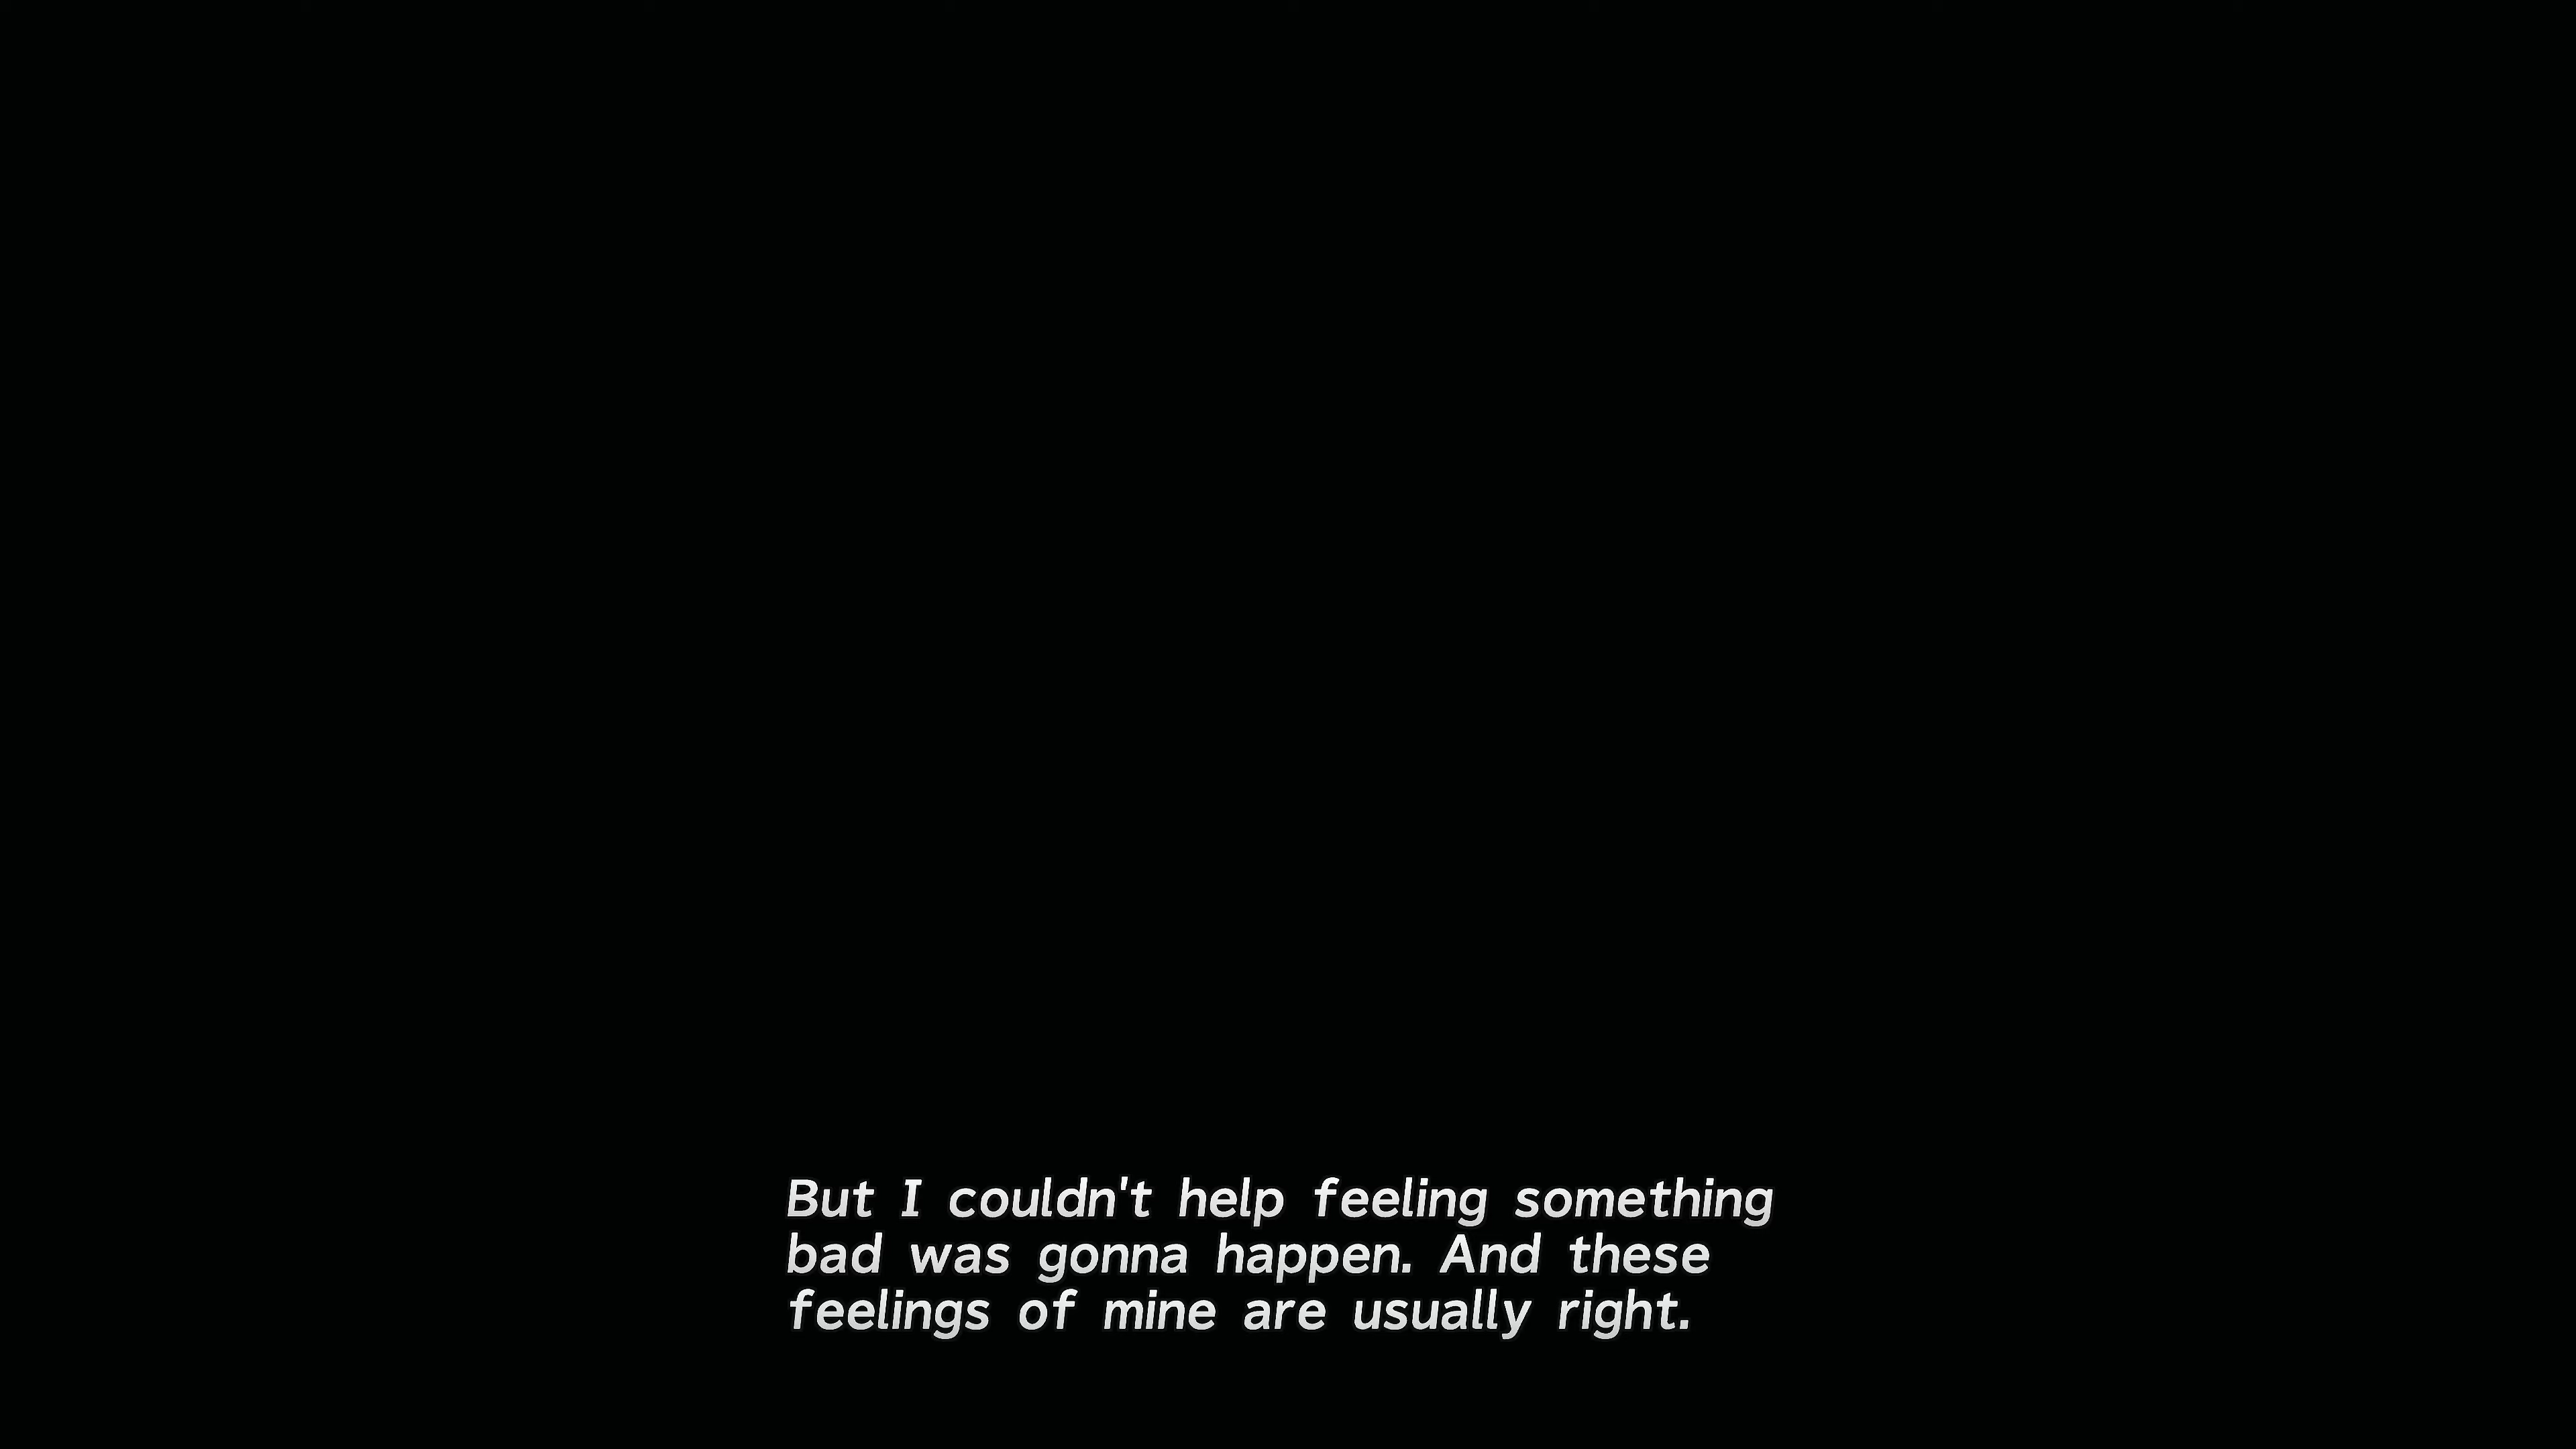 But I couldn't help feeling something
bad was gonna happen. And these
feelings of mine are usually right.